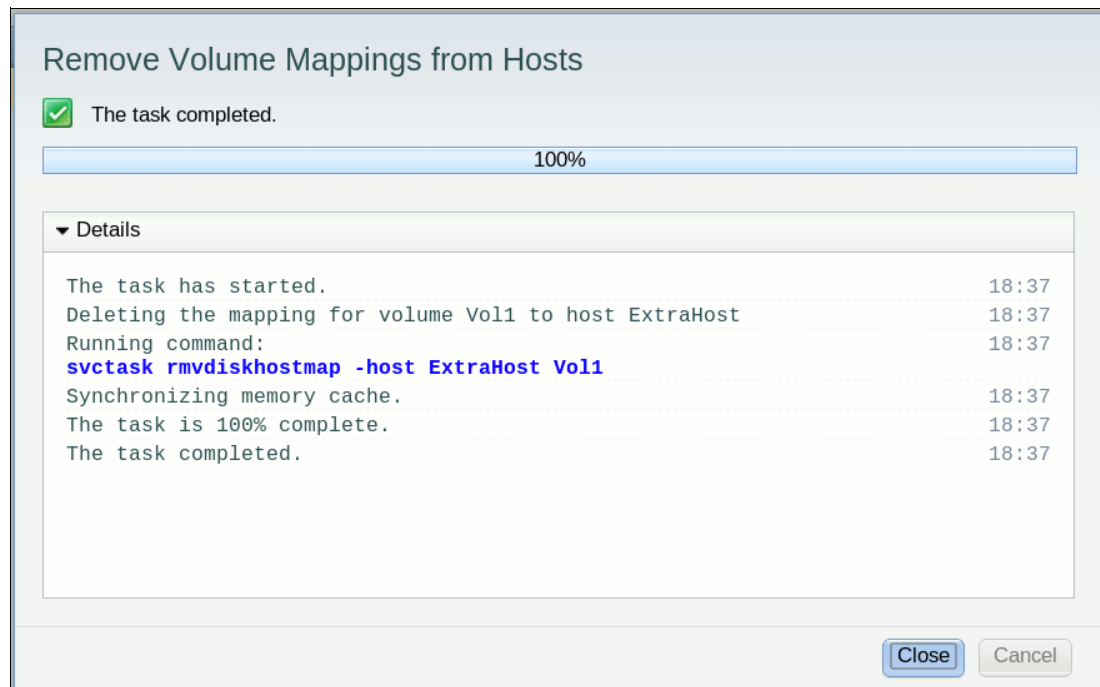 Remove Volume Mappings from Hosts
The task completed.
100%
Details
The task has started. 18:37
Deleting the mapping for volume Vol1 to host ExtraHost 18:37
Running command: 18:37
svctask rmvdiskhostmap -host ExtraHost Vol1
Synchronizing memory cache. 18:37
The task is 100% complete. 18:37
The task completed. 18:37
Close Cancel